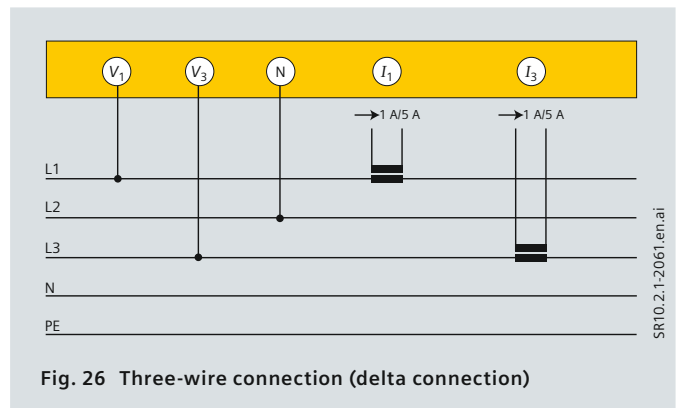 V1 V3 N I1 I3
1 A/5 A 1 A/5 A
L1
L2
L3
N
PE
SR10.2.1-2061.en.ai
Fig. 26 Three-wire connection (delta connection)